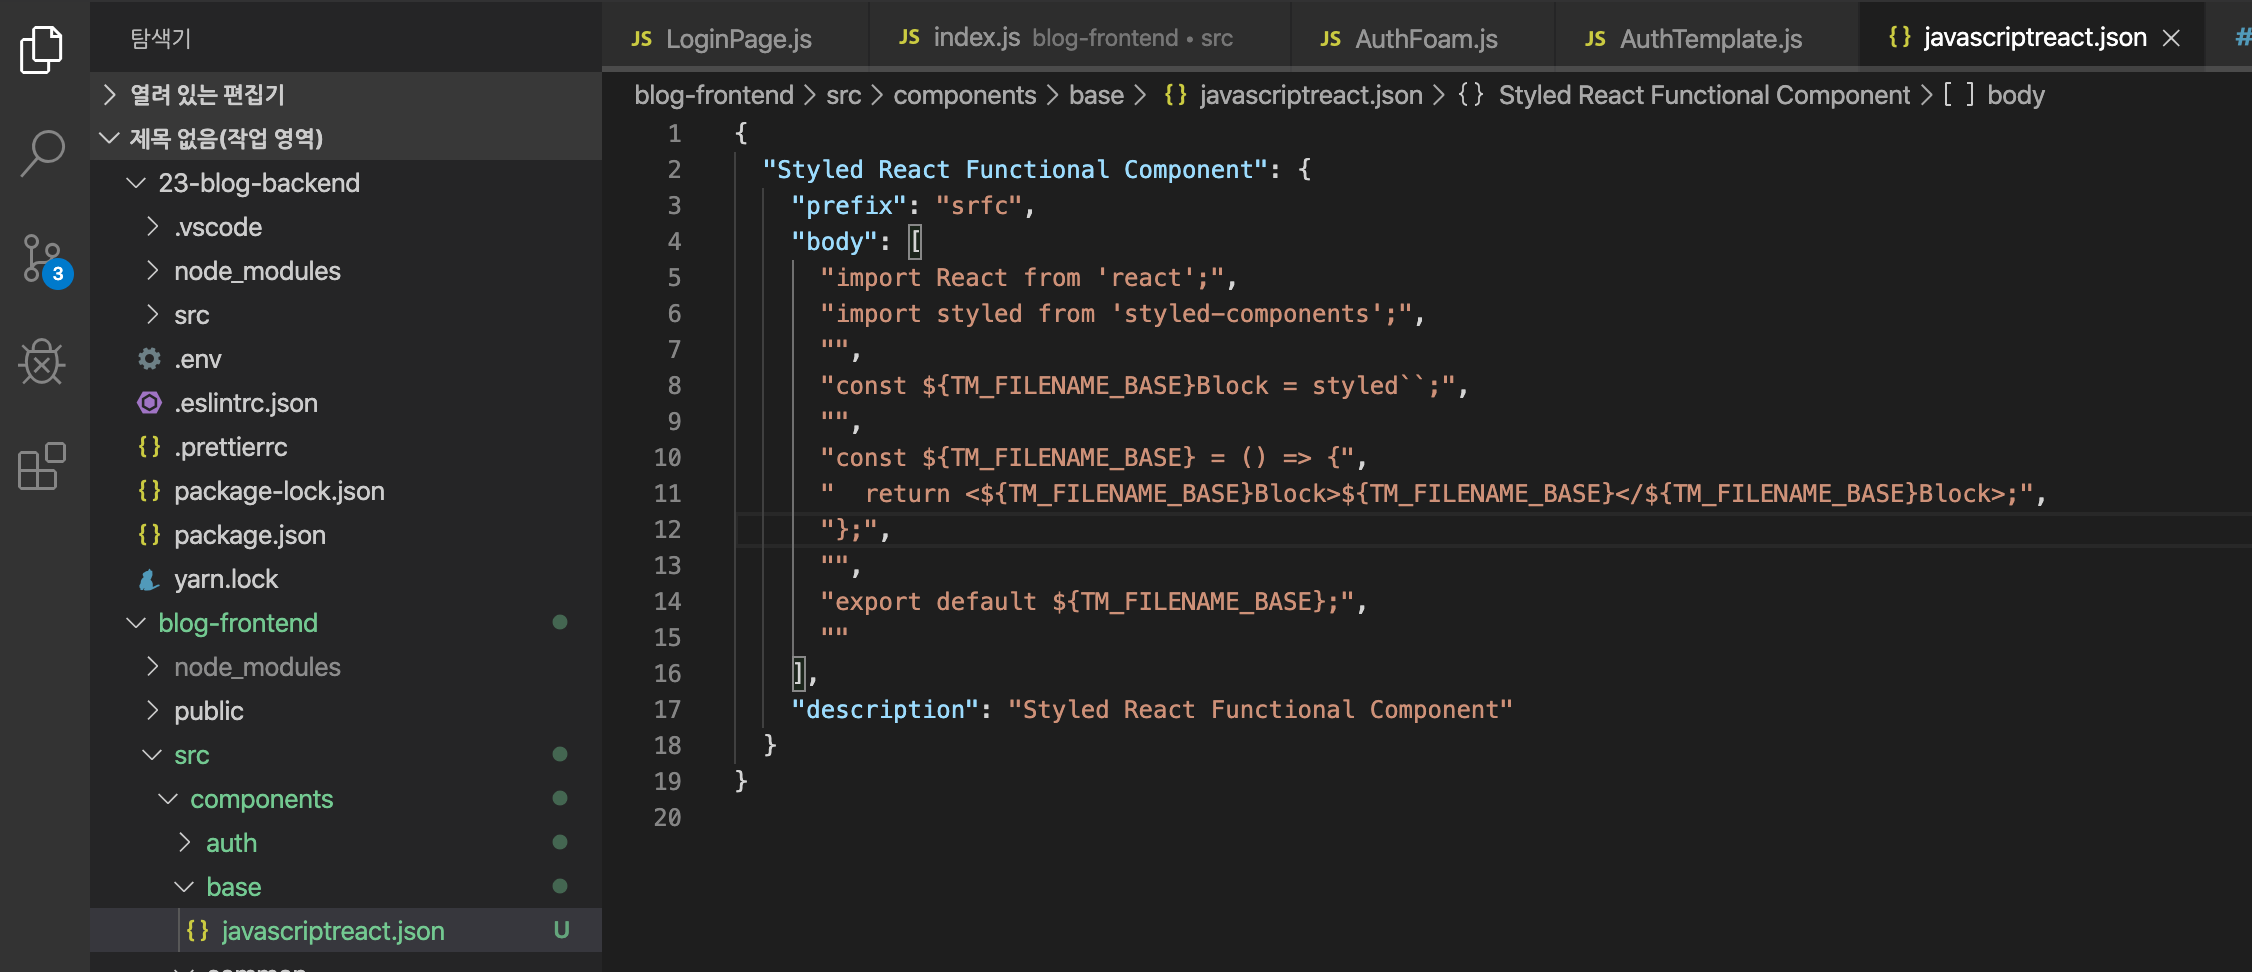 탐색기
열려 있는 편집기
제목 없음(작업 영역)
23-blog-backend
.vscode
node_modules
src
.env
.eslintrc.json
.prettierrc
package-lock.json
package.json
yarn.lock
blog-frontend
node_modules
public
src
components
auth
base
javascriptreact.json U
3
JS LoginPage.js
JS index.js blog-frontend • src
JS AuthFoam.js
JS AuthTemplate.js
{} javascriptreact.json
#
blog-frontend > src > components > base > {} javascriptreact.json > {} Styled React Functional Component > [ ] body
1 {
2 "Styled React Functional Component": {
3 "prefix": "srfc",
4 "body": [
5 "import React from 'react';",
6 "import styled from 'styled-components';",
7 "",
8 "const ${TM_FILENAME_BASE}Block = styled``;",
9 "",
10 "const ${TM_FILENAME_BASE} = () => {",
11 "  return <${TM_FILENAME_BASE}Block>${TM_FILENAME_BASE}</${TM_FILENAME_BASE}Block>;",
12 "};",
13 "",
14 "export default ${TM_FILENAME_BASE};",
15 ""
16 ],
17 "description": "Styled React Functional Component"
18 }
19 }
20